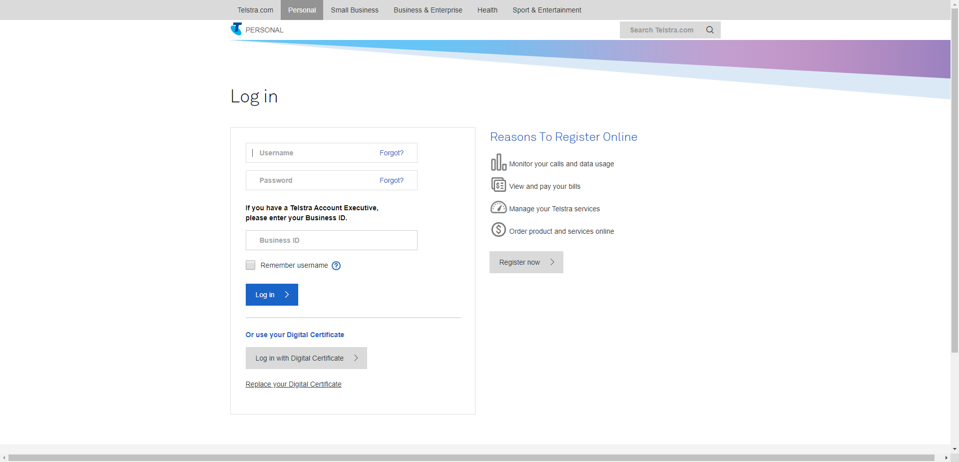 Telstra.com Personal Small Business Business & Enterprise Health Sport & Entertainment
PERSONAL
Search Telstra.com
Log in
Username Forgot?
Password Forgot?
If you have a Telstra Account Executive,
please enter your Business ID.
Business ID
Remember username ?
Log in
Or use your Digital Certificate
Log in with Digital Certificate
Replace your Digital Certificate
Reasons To Register Online
Monitor your calls and data usage
View and pay your bills
Manage your Telstra services
Order product and services online
Register now